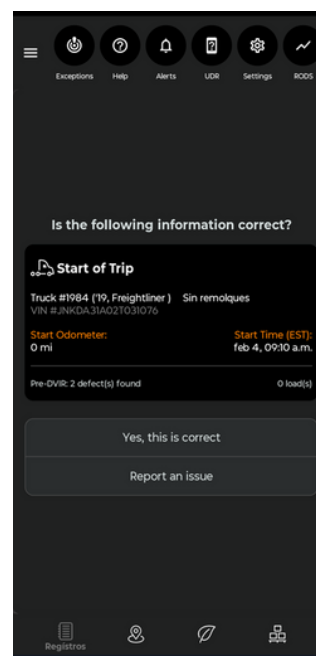 Exceptions Help Alerts UDR Settings RODS
Is the following information correct?
Start of Trip
Truck #1984 ('19, Freightliner ) Sin remolques
VIN #JNKDA31A02T031076
Start Odometer: Start Time (EST):
0 mi feb 4, 09:10 a.m.
Pre-DVIR: 2 defect(s) found 0 load(s)
Yes, this is correct
Report an issue
Registros